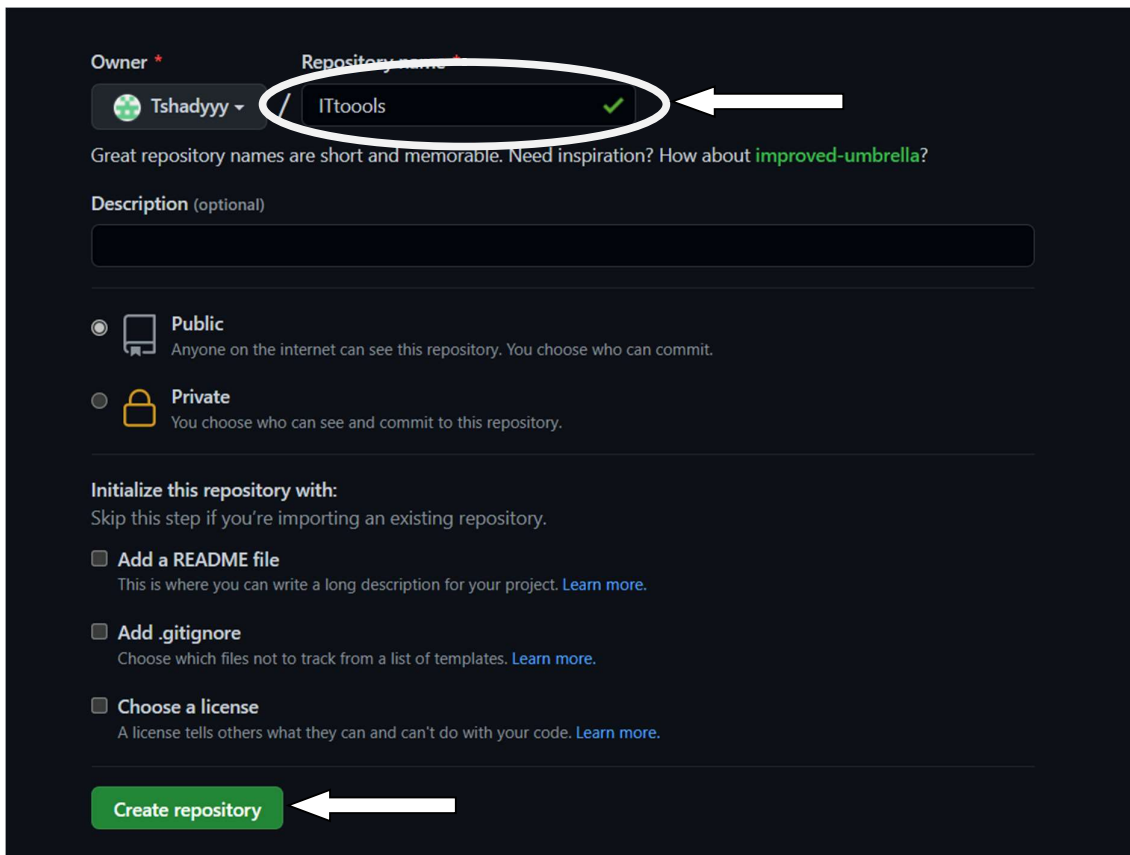 Owner * Repository name *
Tshadyyy / ITtoools
Great repository names are short and memorable. Need inspiration? How about improved-umbrella?
Description (optional)
Public
Anyone on the internet can see this repository. You choose who can commit.
Private
You choose who can see and commit to this repository.
Initialize this repository with:
Skip this step if you’re importing an existing repository.
Add a README file
This is where you can write a long description for your project. Learn more.
Add .gitignore
Choose which files not to track from a list of templates. Learn more.
Choose a license
A license tells others what they can and can't do with your code. Learn more.
Create repository